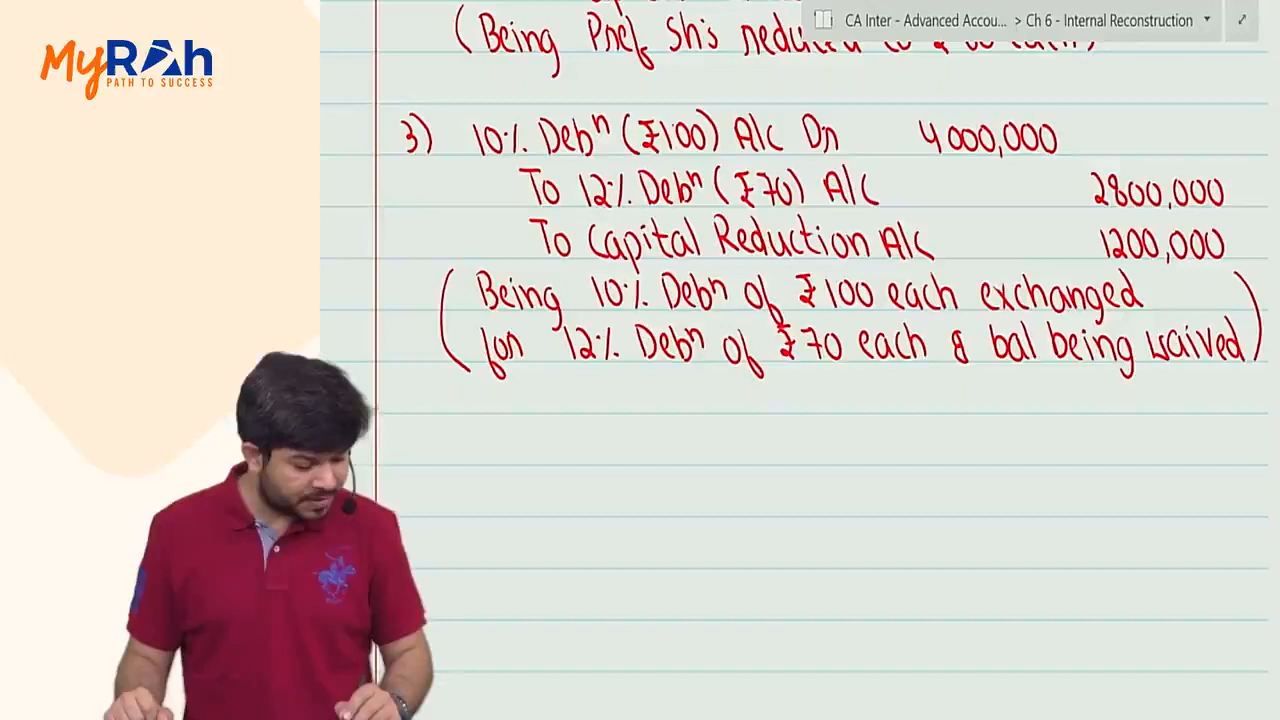 MyRAh
PATH TO SUCCESS
CA Inter - Advanced Accou... > Ch 6 - Internal Reconstruction
(Being Pref Sh's reduced to ₹ each)
3) 10% Debⁿ (₹100) A/c Dr 4000,000
To 12% Debⁿ (₹70) A/c 2800,000
To Capital Reduction A/c 1200,000
(Being 10% Debⁿ of ₹100 each exchanged
for 12% Debⁿ of ₹70 each & bal being waived)